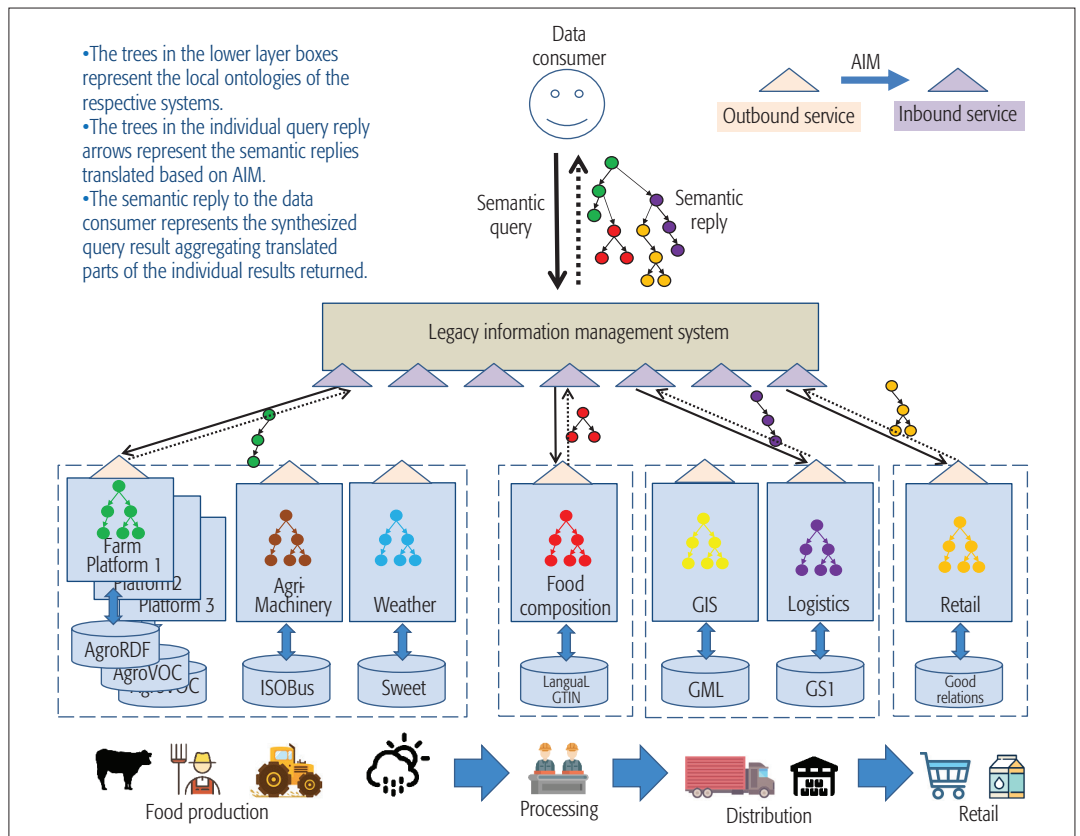 •The trees in the lower layer boxes
represent the local ontologies of the
respective systems.
•The trees in the individual query reply
arrows represent the semantic replies
translated based on AIM.
•The semantic reply to the data
consumer represents the synthesized
query result aggregating translated
parts of the individual results returned.
Data
consumer
AIM
Outbound service
Inbound service
Semantic
query
Semantic
reply
Legacy information management system
Farm
Platform 1
Platform 2
Platform 3
Agri-
Machinery
Weather
Food
composition
GIS
Logistics
Retail
AgroRDF
AgroVOC
AgroVOC
ISOBus
Sweet
LanguaL
GTIN
GML
GS1
Good
relations
Food production
Processing
Distribution
Retail